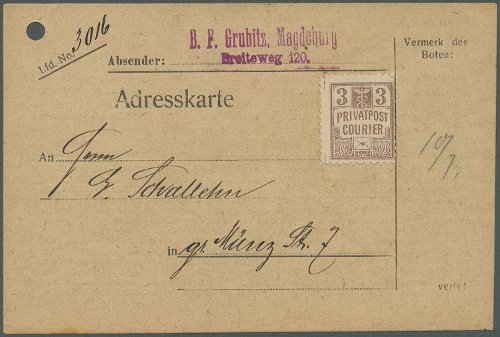 Lfd. No. 3016
B. F. Grubitz, Magdeburg
Absender: Breiteweg 120.
Vermerk des
Boten:
Adresskarte
3 3
PRIVATPOST
COURIER
An Herrn
E. Schallehn
10/7.
in gr. Münz Str. 7